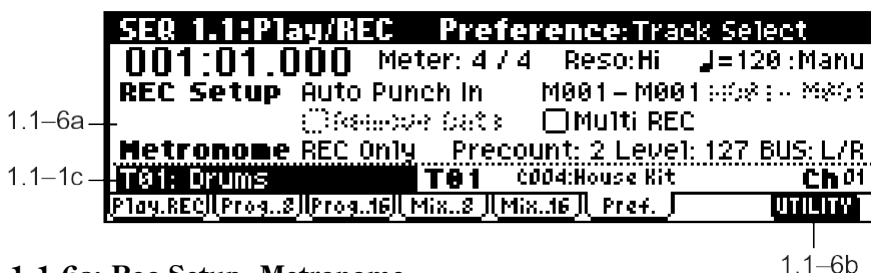 SEQ 1.1:Play/REC Preference:Track Select
001:01.000 Meter: 4 / 4 Reso:Hi ♩=120 :Manu
REC Setup Auto Punch In M001 – M001
1.1–6a
Remove Data Multi REC
Metronome REC Only Precount: 2 Level: 127 BUS: L/R
1.1–1c T01: Drums T01 C004:House Kit Ch01
Play.REC Prog..8 Prog..16 Mix..8 Mix..16 Pref. UTILITY
1.1–6b
1.1-6a: Rec Setup, Metronome